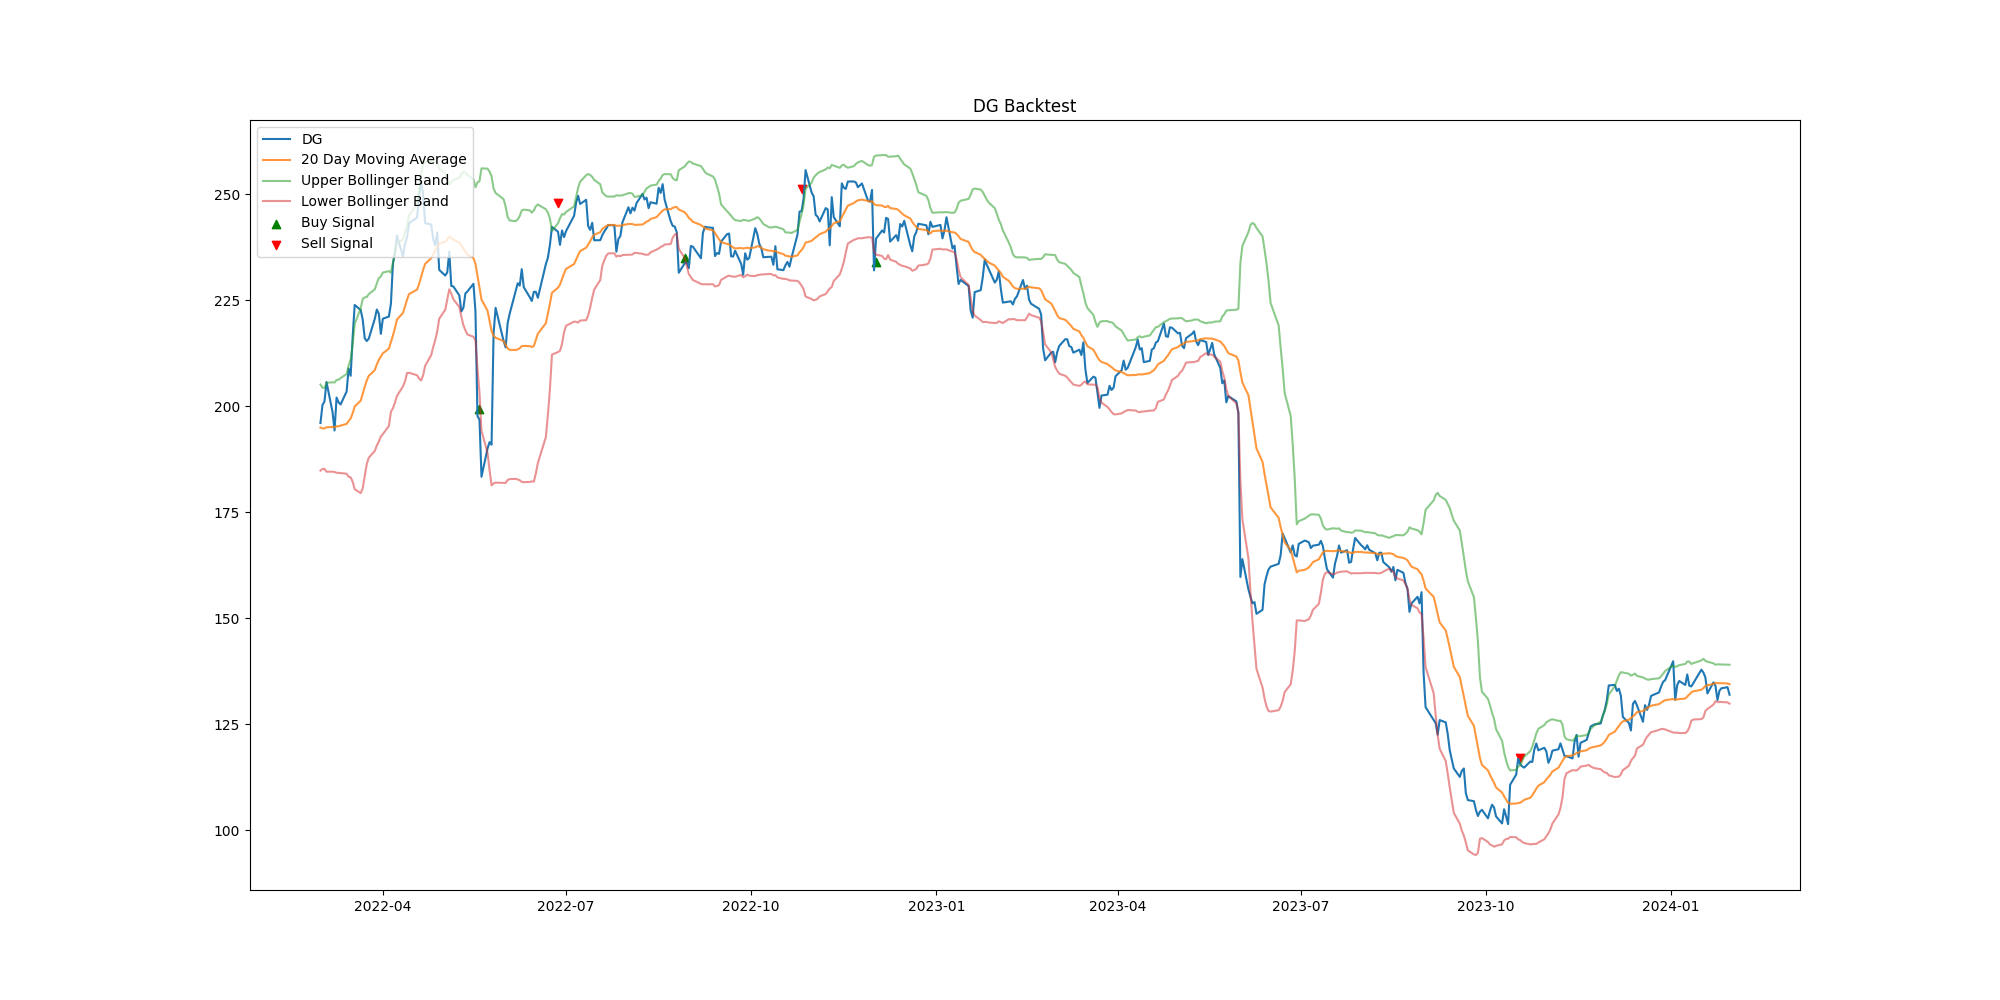 DG Backtest
DG
20 Day Moving Average
Upper Bollinger Band
Lower Bollinger Band
Buy Signal
Sell Signal
250
225
200
175
150
125
100
2022-04 2022-07 2022-10 2023-01 2023-04 2023-07 2023-10 2024-01